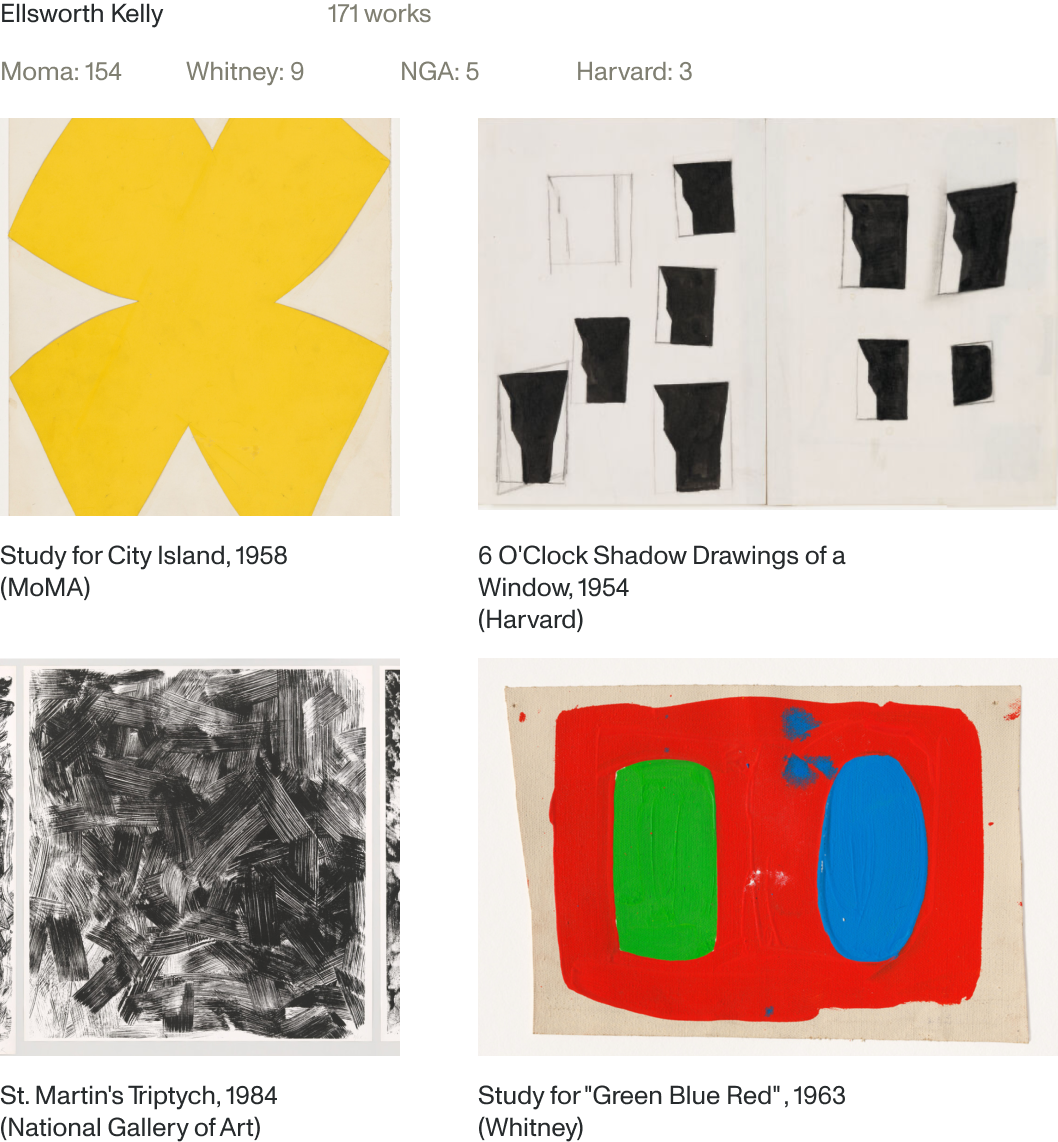 Ellsworth Kelly 171 works
Moma: 154 Whitney: 9 NGA: 5 Harvard: 3
Study for City Island, 1958
(MoMA)
6 O'Clock Shadow Drawings of a
Window, 1954
(Harvard)
St. Martin's Triptych, 1984
(National Gallery of Art)
Study for "Green Blue Red" , 1963
(Whitney)